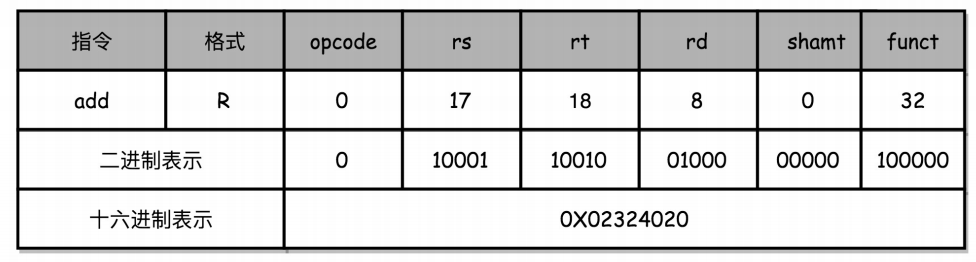 指令 格式 opcode rs rt rd shamt funct
add R 0 17 18 8 0 32
二进制表示 0 10001 10010 01000 00000 100000
十六进制表示 0X02324020